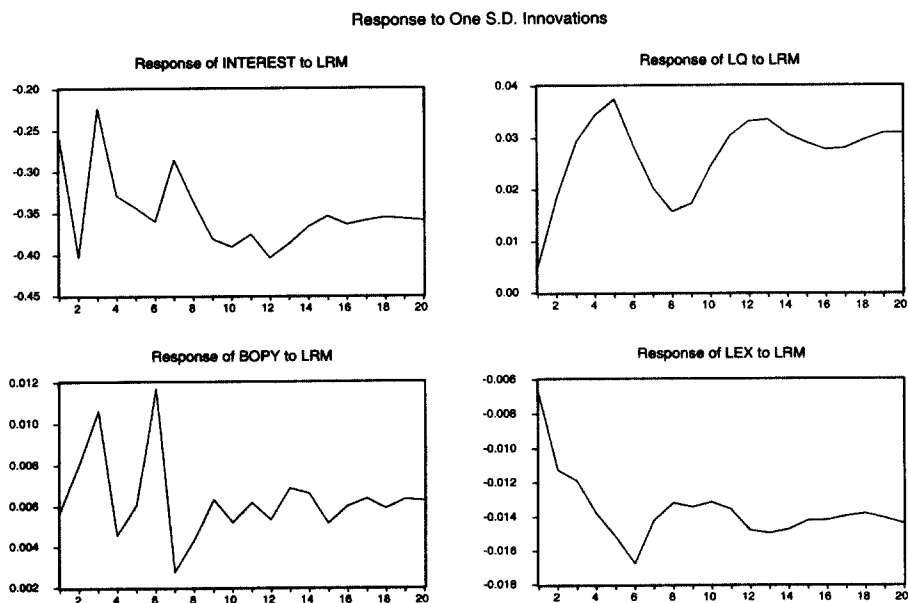 Response to One S.D. Innovations
Response of INTEREST to LRM
-0.20
-0.25
-0.30
-0.35
-0.40
-0.45
2 4 6 8 10 12 14 16 18 20
Response of LQ to LRM
0.04
0.03
0.02
0.01
0.00
2 4 6 8 10 12 14 16 18 20
Response of BOPY to LRM
0.012
0.010
0.008
0.006
0.004
0.002
2 4 6 8 10 12 14 16 18 20
Response of LEX to LRM
-0.006
-0.008
-0.010
-0.012
-0.014
-0.016
-0.018
2 4 6 8 10 12 14 16 18 20